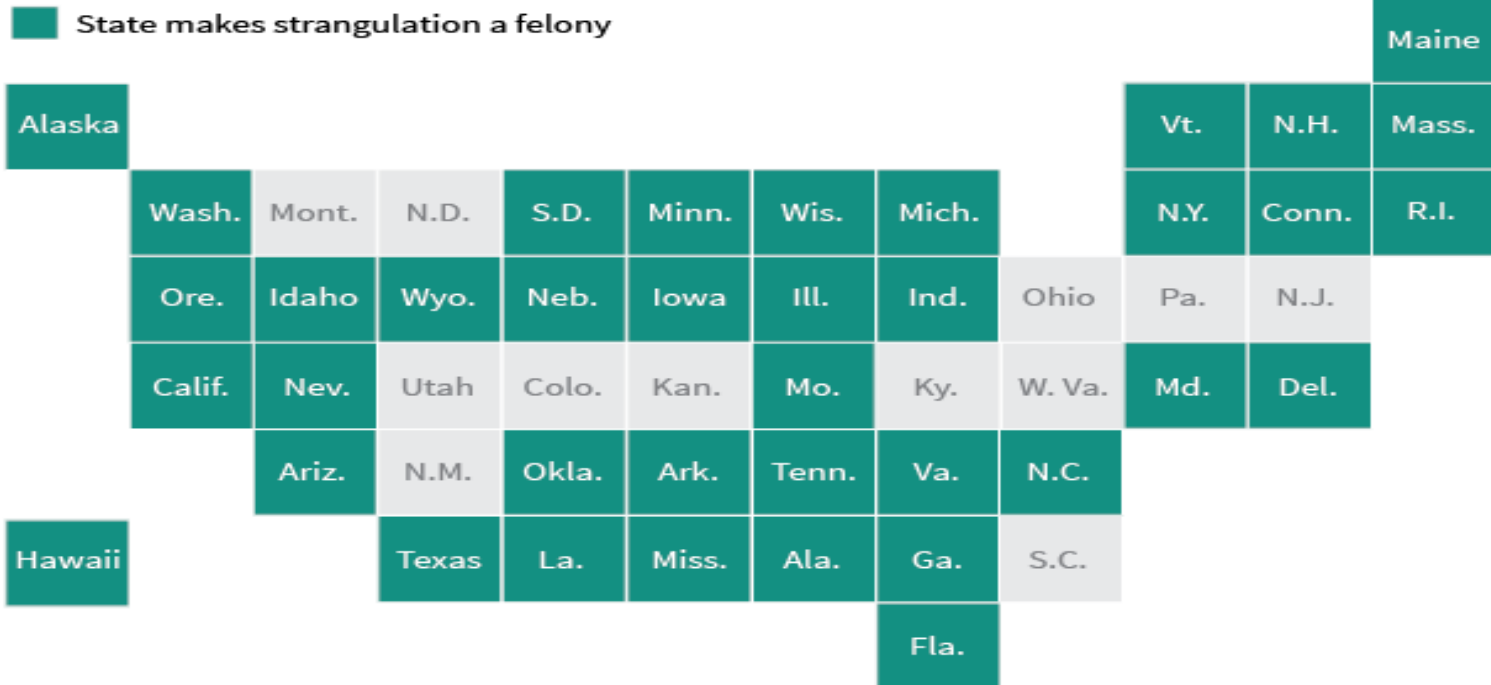 State makes strangulation a felony
Maine
Alaska Vt. N.H. Mass.
Wash. Mont. N.D. S.D. Minn. Wis. Mich. N.Y. Conn. R.I.
Ore. Idaho Wyo. Neb. Iowa Ill. Ind. Ohio Pa. N.J.
Calif. Nev. Utah Colo. Kan. Mo. Ky. W. Va. Md. Del.
Ariz. N.M. Okla. Ark. Tenn. Va. N.C.
Hawaii Texas La. Miss. Ala. Ga. S.C.
Fla.